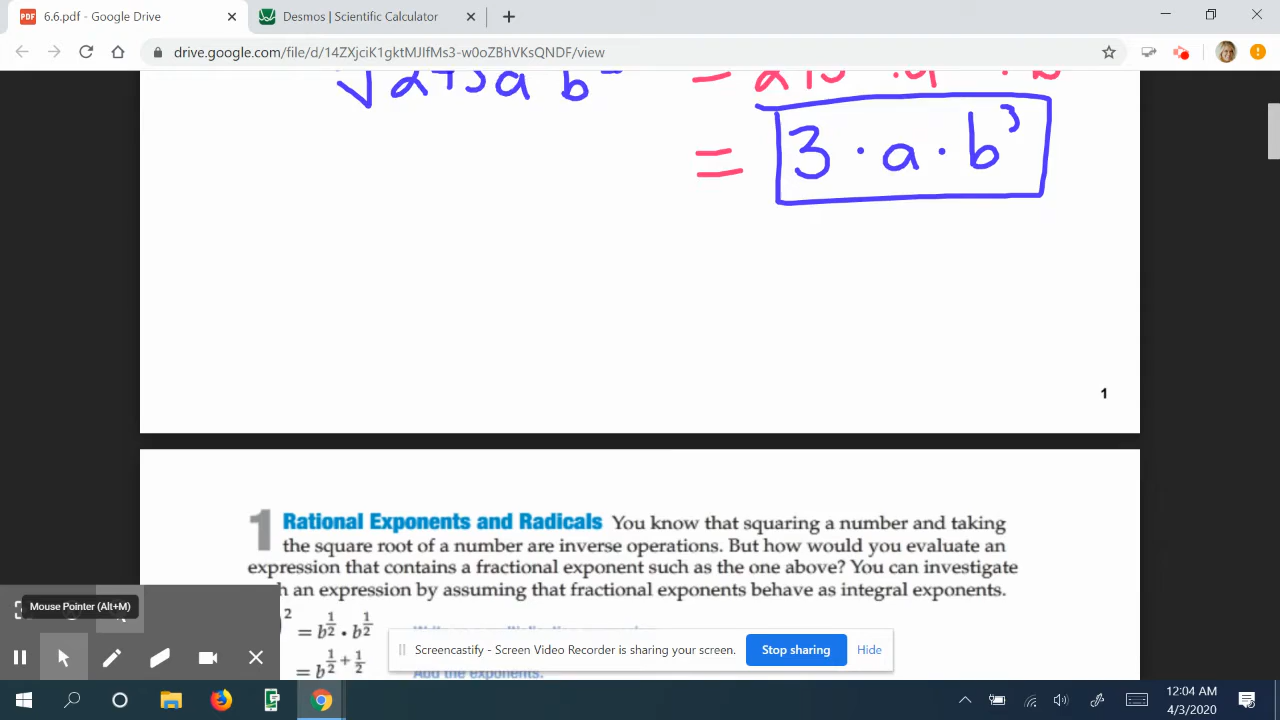 6.6.pdf - Google Drive
Desmos | Scientific Calculator
drive.google.com/file/d/14ZXjciK1gktMJIfMs3-w0oZBhVKsQNDF/view
= 3 · a · b³
1
1 Rational Exponents and Radicals You know that squaring a number and taking
the square root of a number are inverse operations. But how would you evaluate an
expression that contains a fractional exponent such as the one above? You can investigate
an expression by assuming that fractional exponents behave as integral exponents.
Mouse Pointer (Alt+M)
2 = b^1/2 · b^1/2
Screencastify - Screen Video Recorder is sharing your screen.
Stop sharing
Hide
= b^1/2 + 1/2
Add the exponents.
12:04 AM
4/3/2020